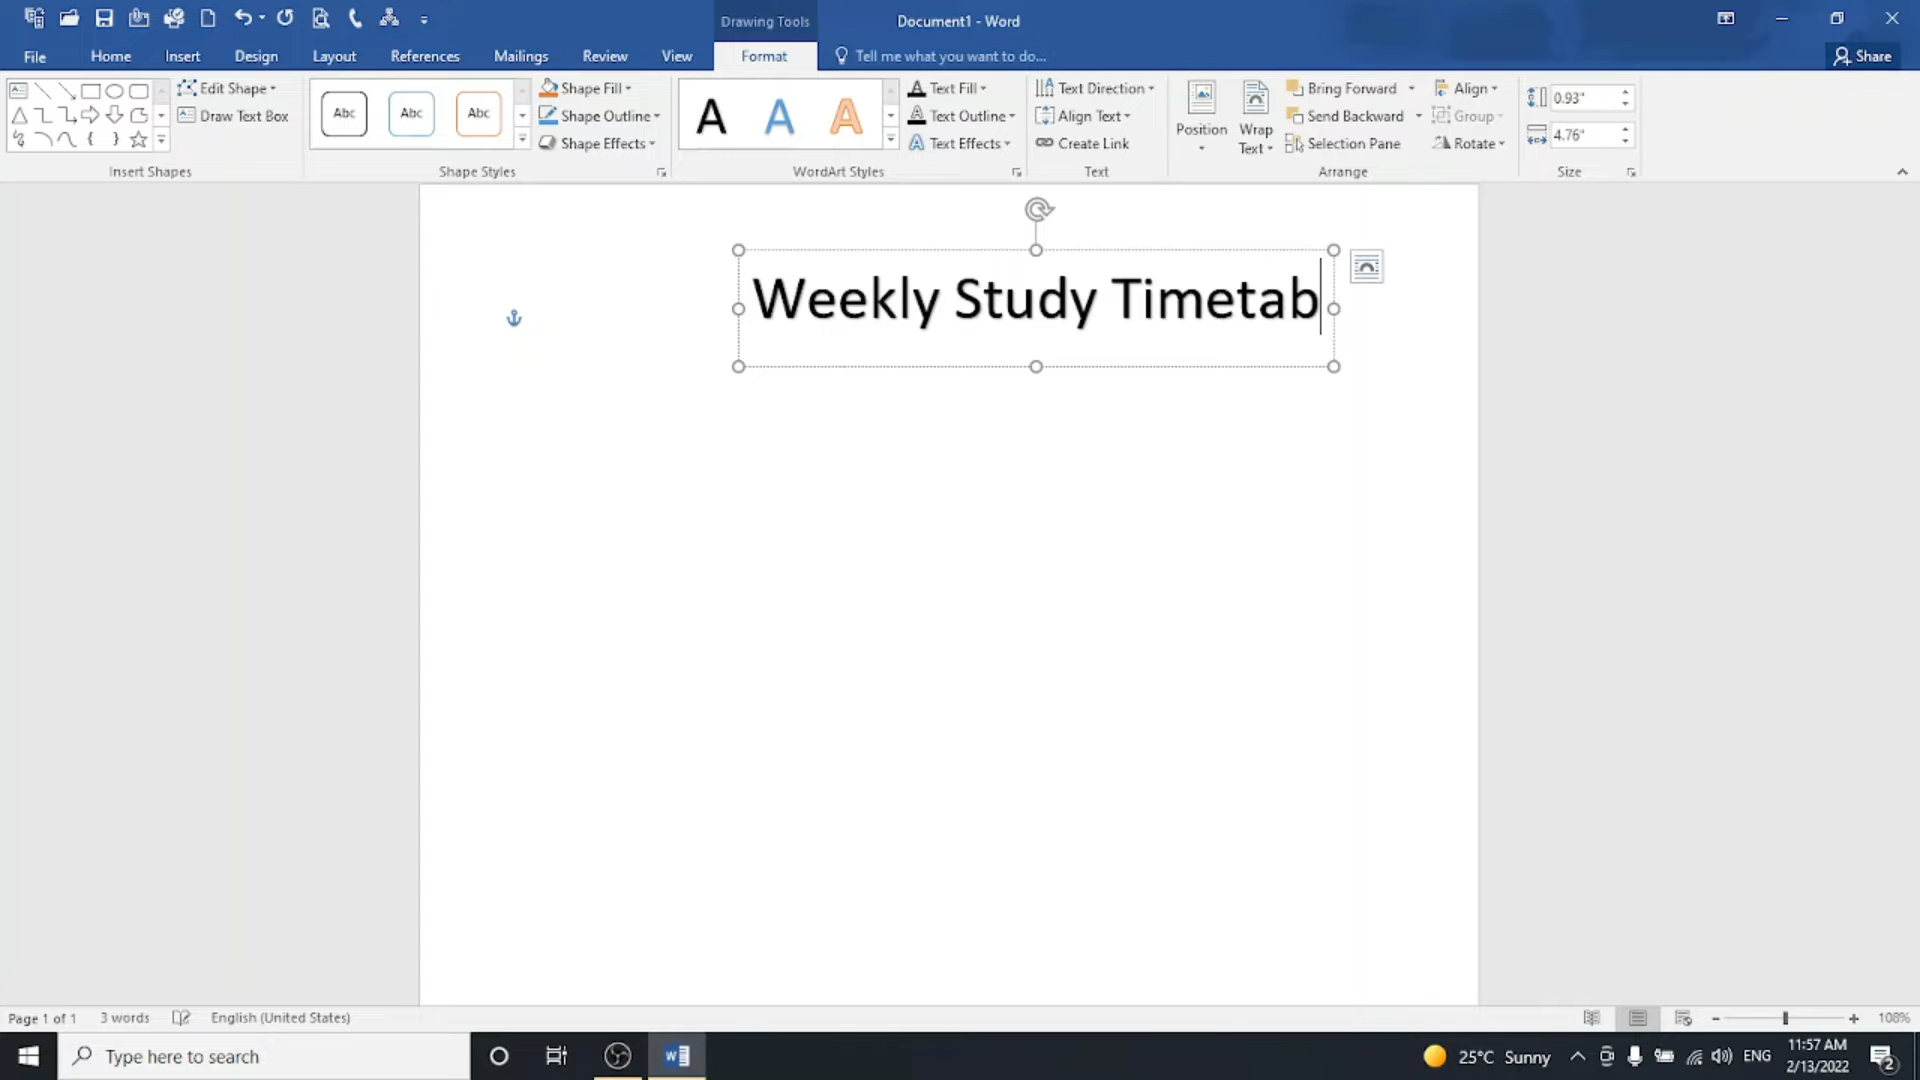 Drawing Tools
Document1 - Word
File Home Insert Design Layout References Mailings Review View Format Tell me what you want to do... Share
Edit Shape Abc Abc Abc Shape Fill A A A Text Fill Text Direction Bring Forward Align 0.93"
Draw Text Box Shape Outline Text Outline Align Text Position Wrap Text Send Backward Group 4.76"
Shape Effects Text Effects Create Link Selection Pane Rotate
Insert Shapes Shape Styles WordArt Styles Text Arrange Size
Weekly Study Timetab
Page 1 of 1 3 words English (United States) 108%
Type here to search 25°C Sunny ENG 11:57 AM
2/13/2022 2